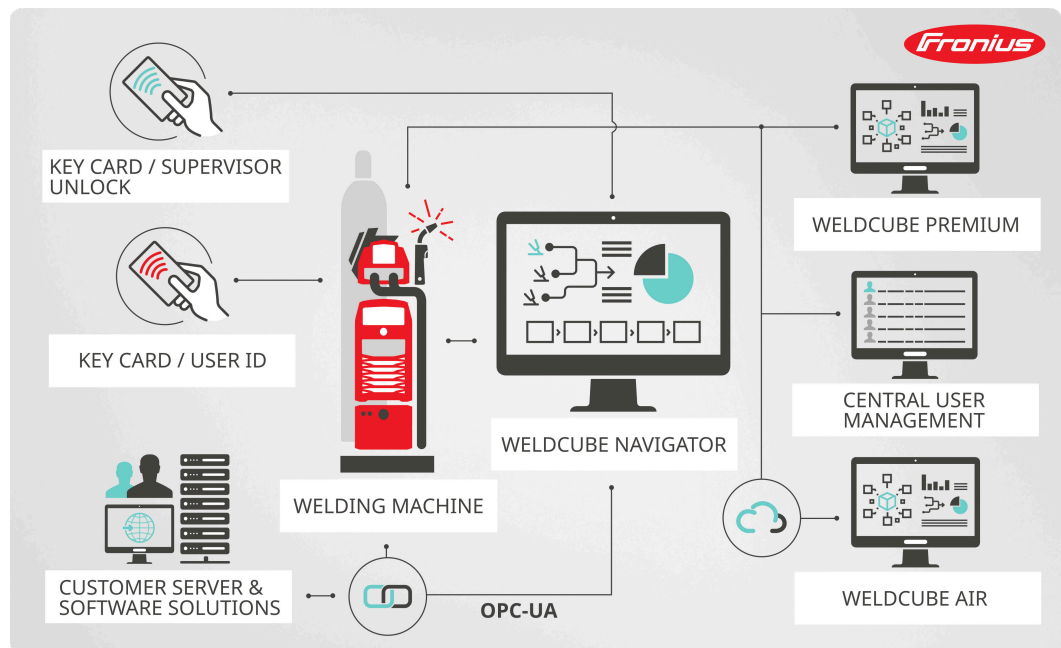 Fronius
KEY CARD / SUPERVISOR
UNLOCK
WELDCUBE PREMIUM
KEY CARD / USER ID
CENTRAL USER
MANAGEMENT
WELDCUBE NAVIGATOR
WELDING MACHINE
CUSTOMER SERVER &
SOFTWARE SOLUTIONS
OPC-UA
WELDCUBE AIR